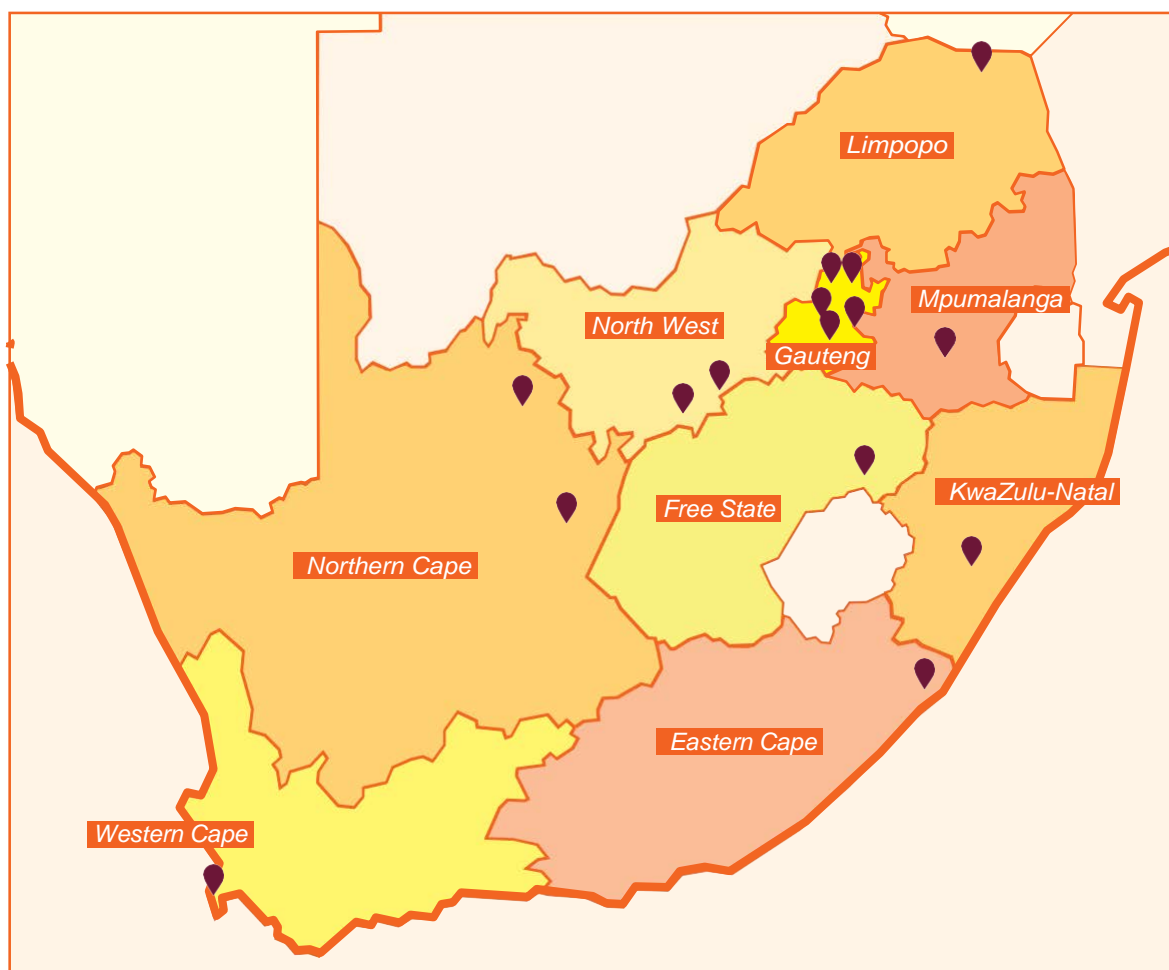 Limpopo
Mpumalanga
North West
Gauteng
KwaZulu-Natal
Free State
Northern Cape
Eastern Cape
Western Cape